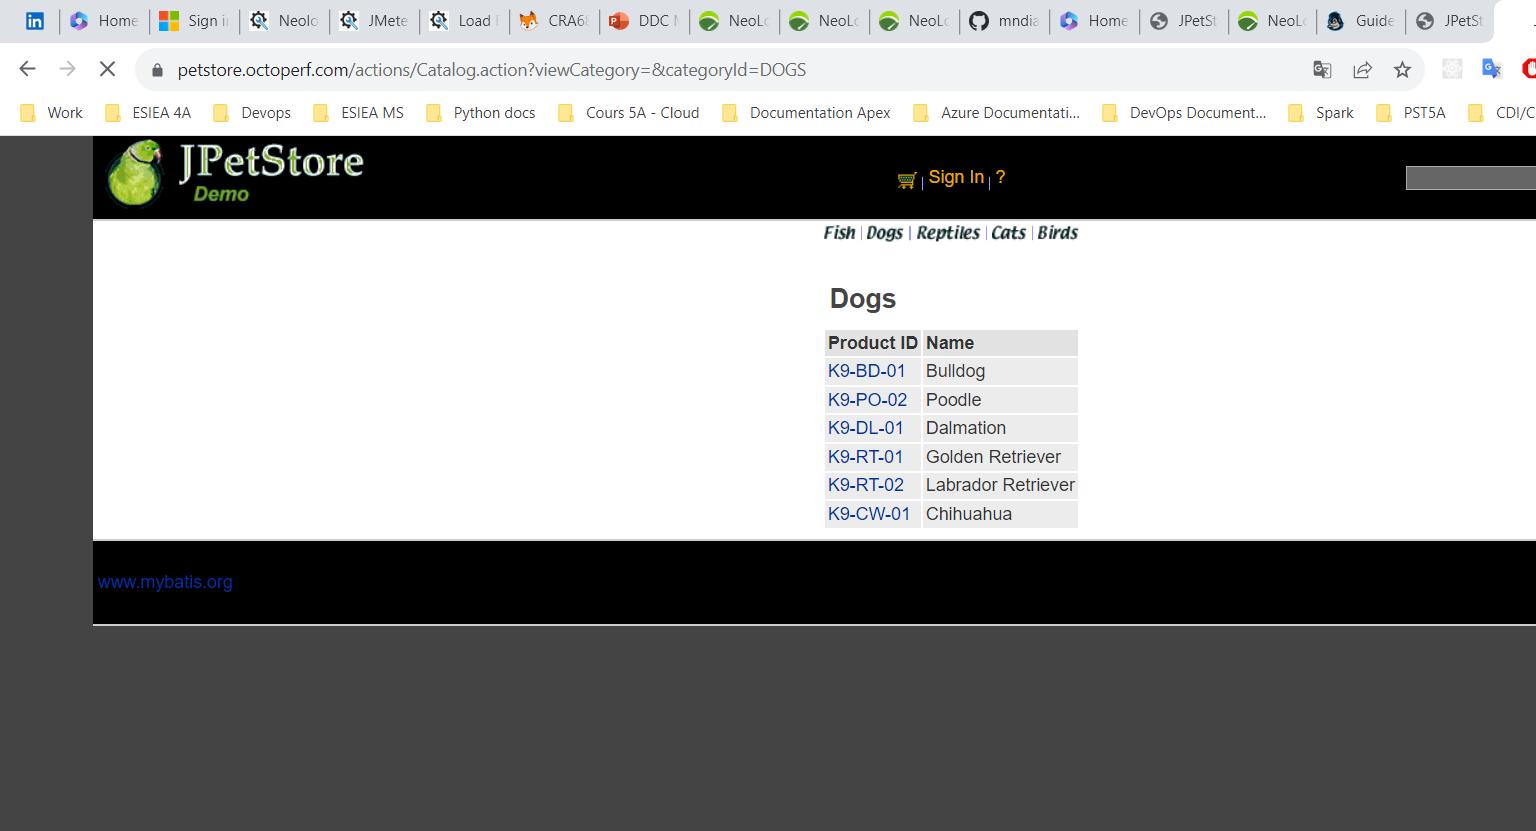 Home Sign i Neolo JMete Load CRA6 DDC NeoL NeoL NeoL mndia Home JPetSt NeoL Guide JPetSt
petstore.octoperf.com/actions/Catalog.action?viewCategory=&categoryId=DOGS
Work ESIEA 4A Devops ESIEA MS Python docs Cours 5A - Cloud Documentation Apex Azure Documentati... DevOps Document... Spark PST5A CDI/C
JPetStore
Demo
Sign In ?
Fish Dogs Reptiles Cats Birds
Dogs
Product ID Name
K9-BD-01 Bulldog
K9-PO-02 Poodle
K9-DL-01 Dalmation
K9-RT-01 Golden Retriever
K9-RT-02 Labrador Retriever
K9-CW-01 Chihuahua
www.mybatis.org